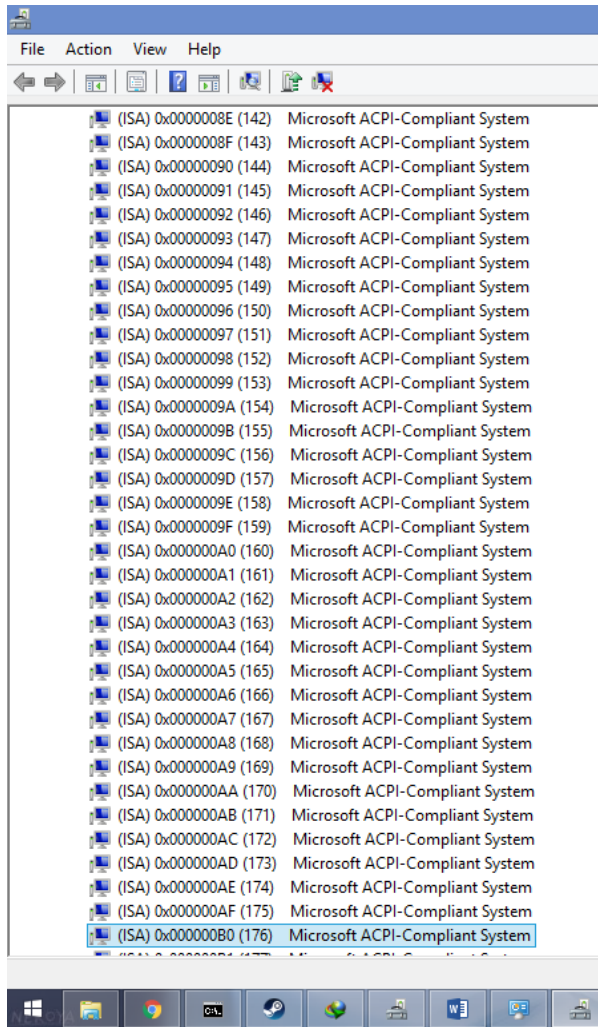 File Action View Help
(ISA) 0x0000008E (142) Microsoft ACPI-Compliant System
(ISA) 0x0000008F (143) Microsoft ACPI-Compliant System
(ISA) 0x00000090 (144) Microsoft ACPI-Compliant System
(ISA) 0x00000091 (145) Microsoft ACPI-Compliant System
(ISA) 0x00000092 (146) Microsoft ACPI-Compliant System
(ISA) 0x00000093 (147) Microsoft ACPI-Compliant System
(ISA) 0x00000094 (148) Microsoft ACPI-Compliant System
(ISA) 0x00000095 (149) Microsoft ACPI-Compliant System
(ISA) 0x00000096 (150) Microsoft ACPI-Compliant System
(ISA) 0x00000097 (151) Microsoft ACPI-Compliant System
(ISA) 0x00000098 (152) Microsoft ACPI-Compliant System
(ISA) 0x00000099 (153) Microsoft ACPI-Compliant System
(ISA) 0x0000009A (154) Microsoft ACPI-Compliant System
(ISA) 0x0000009B (155) Microsoft ACPI-Compliant System
(ISA) 0x0000009C (156) Microsoft ACPI-Compliant System
(ISA) 0x0000009D (157) Microsoft ACPI-Compliant System
(ISA) 0x0000009E (158) Microsoft ACPI-Compliant System
(ISA) 0x0000009F (159) Microsoft ACPI-Compliant System
(ISA) 0x000000A0 (160) Microsoft ACPI-Compliant System
(ISA) 0x000000A1 (161) Microsoft ACPI-Compliant System
(ISA) 0x000000A2 (162) Microsoft ACPI-Compliant System
(ISA) 0x000000A3 (163) Microsoft ACPI-Compliant System
(ISA) 0x000000A4 (164) Microsoft ACPI-Compliant System
(ISA) 0x000000A5 (165) Microsoft ACPI-Compliant System
(ISA) 0x000000A6 (166) Microsoft ACPI-Compliant System
(ISA) 0x000000A7 (167) Microsoft ACPI-Compliant System
(ISA) 0x000000A8 (168) Microsoft ACPI-Compliant System
(ISA) 0x000000A9 (169) Microsoft ACPI-Compliant System
(ISA) 0x000000AA (170) Microsoft ACPI-Compliant System
(ISA) 0x000000AB (171) Microsoft ACPI-Compliant System
(ISA) 0x000000AC (172) Microsoft ACPI-Compliant System
(ISA) 0x000000AD (173) Microsoft ACPI-Compliant System
(ISA) 0x000000AE (174) Microsoft ACPI-Compliant System
(ISA) 0x000000AF (175) Microsoft ACPI-Compliant System
(ISA) 0x000000B0 (176) Microsoft ACPI-Compliant System